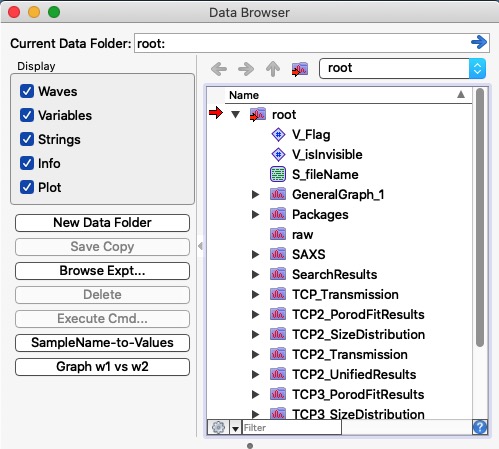 Data Browser
Current Data Folder: root:
Display
Waves
Variables
Strings
Info
Plot
New Data Folder
Save Copy
Browse Expt...
Delete
Execute Cmd...
SampleName-to-Values
Graph w1 vs w2
root
Name
root
V_Flag
V_isInvisible
S_fileName
GeneralGraph_1
Packages
raw
SAXS
SearchResults
TCP_Transmission
TCP2_PorodFitResults
TCP2_SizeDistribution
TCP2_Transmission
TCP2_UnifiedResults
TCP3_PorodFitResults
TCP3_SizeDistribution
Filter
?